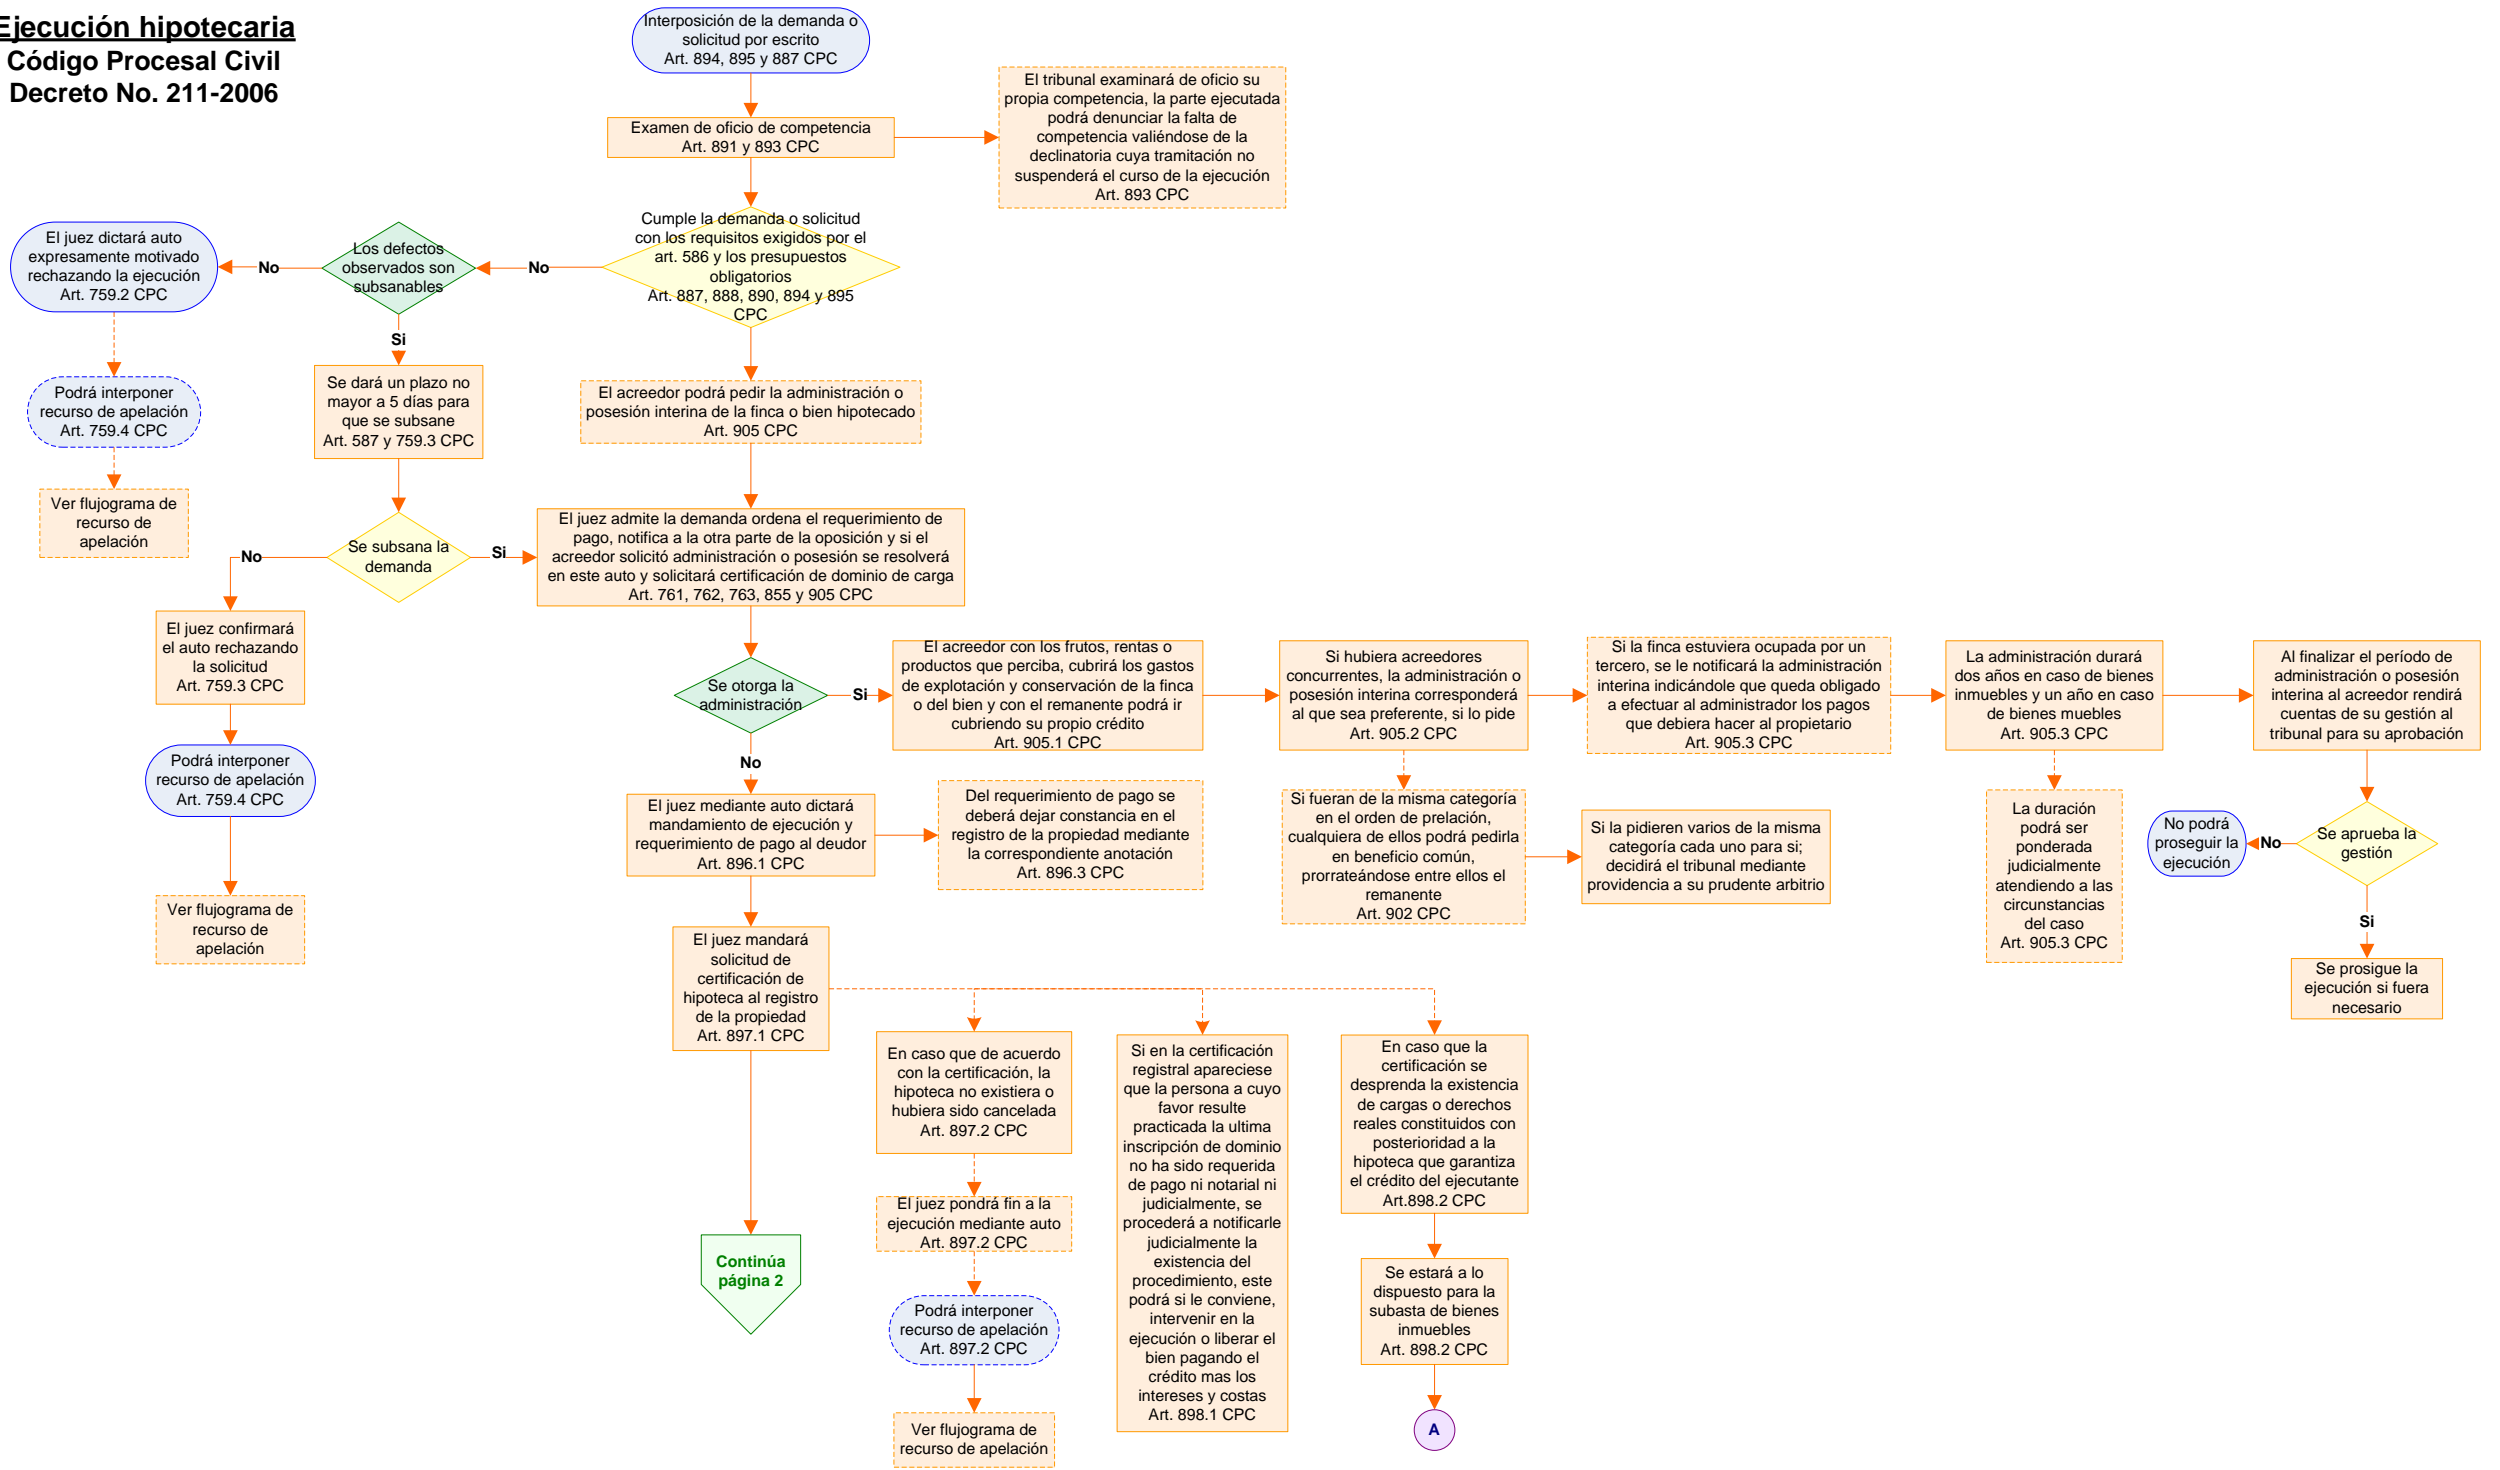 Ejecución hipotecaria
Código Procesal Civil
Decreto No. 211-2006
Interposición de la demanda o
solicitud por escrito
Art. 894, 895 y 887 CPC
Examen de oficio de competencia
Art. 891 y 893 CPC
El tribunal examinará de oficio su
propia competencia, la parte ejecutada
podrá denunciar la falta de
competencia valiéndose de la
declinatoria cuya tramitación no
suspenderá el curso de la ejecución
Art. 893 CPC
Cumple la demanda o solicitud
con los requisitos exigidos por el
art. 586 y los presupuestos
obligatorios
Art. 887, 888, 890, 894 y 895
CPC
No
Los defectos
observados son
subsanables
No
El juez dictará auto
expresamente motivado
rechazando la ejecución
Art. 759.2 CPC
Podrá interponer
recurso de apelación
Art. 759.4 CPC
Ver flujograma de
recurso de
apelación
Si
Se dará un plazo no
mayor a 5 días para
que se subsane
Art. 587 y 759.3 CPC
Se subsana la
demanda
No
Si
El juez confirmará
el auto rechazando
la solicitud
Art. 759.3 CPC
Podrá interponer
recurso de apelación
Art. 759.4 CPC
Ver flujograma de
recurso de
apelación
El acreedor podrá pedir la administración o
posesión interina de la finca o bien hipotecado
Art. 905 CPC
El juez admite la demanda ordena el requerimiento de
pago, notifica a la otra parte de la oposición y si el
acreedor solicitó administración o posesión se resolverá
en este auto y solicitará certificación de dominio de carga
Art. 761, 762, 763, 855 y 905 CPC
Se otorga la
administración
Si
El acreedor con los frutos, rentas o
productos que perciba, cubrirá los gastos
de explotación y conservación de la finca
o del bien y con el remanente podrá ir
cubriendo su propio crédito
Art. 905.1 CPC
Si hubiera acreedores
concurrentes, la administración o
posesión interina corresponderá
al que sea preferente, si lo pide
Art. 905.2 CPC
Si la finca estuviera ocupada por un
tercero, se le notificará la administración
interina indicándole que queda obligado
a efectuar al administrador los pagos
que debiera hacer al propietario
Art. 905.3 CPC
La administración durará
dos años en caso de bienes
inmuebles y un año en caso
de bienes muebles
Art. 905.3 CPC
Al finalizar el período de
administración o posesión
interina al acreedor rendirá
cuentas de su gestión al
tribunal para su aprobación
No
El juez mediante auto dictará
mandamiento de ejecución y
requerimiento de pago al deudor
Art. 896.1 CPC
Del requerimiento de pago se
deberá dejar constancia en el
registro de la propiedad mediante
la correspondiente anotación
Art. 896.3 CPC
Si fueran de la misma categoría
en el orden de prelación,
cualquiera de ellos podrá pedirla
en beneficio común,
prorrateándose entre ellos el
remanente
Art. 902 CPC
Si la pidieren varios de la misma
categoría cada uno para si;
decidirá el tribunal mediante
providencia a su prudente arbitrio
La duración
podrá ser
ponderada
judicialmente
atendiendo a las
circunstancias
del caso
Art. 905.3 CPC
No podrá
proseguir la
ejecución
No
Se aprueba la
gestión
Si
Se prosigue la
ejecución si fuera
necesario
El juez mandará
solicitud de
certificación de
hipoteca al registro
de la propiedad
Art. 897.1 CPC
Continúa
página 2
En caso que de acuerdo
con la certificación, la
hipoteca no existiera o
hubiera sido cancelada
Art. 897.2 CPC
El juez pondrá fin a la
ejecución mediante auto
Art. 897.2 CPC
Podrá interponer
recurso de apelación
Art. 897.2 CPC
Ver flujograma de
recurso de apelación
Si en la certificación
registral apareciese
que la persona a cuyo
favor resulte
practicada la ultima
inscripción de dominio
no ha sido requerida
de pago ni notarial ni
judicialmente, se
procederá a notificarle
judicialmente la
existencia del
procedimiento, este
podrá si le conviene,
intervenir en la
ejecución o liberar el
bien pagando el
crédito mas los
intereses y costas
Art. 898.1 CPC
En caso que la
certificación se
desprenda la existencia
de cargas o derechos
reales constituidos con
posterioridad a la
hipoteca que garantiza
el crédito del ejecutante
Art.898.2 CPC
Se estará a lo
dispuesto para la
subasta de bienes
inmuebles
Art. 898.2 CPC
A